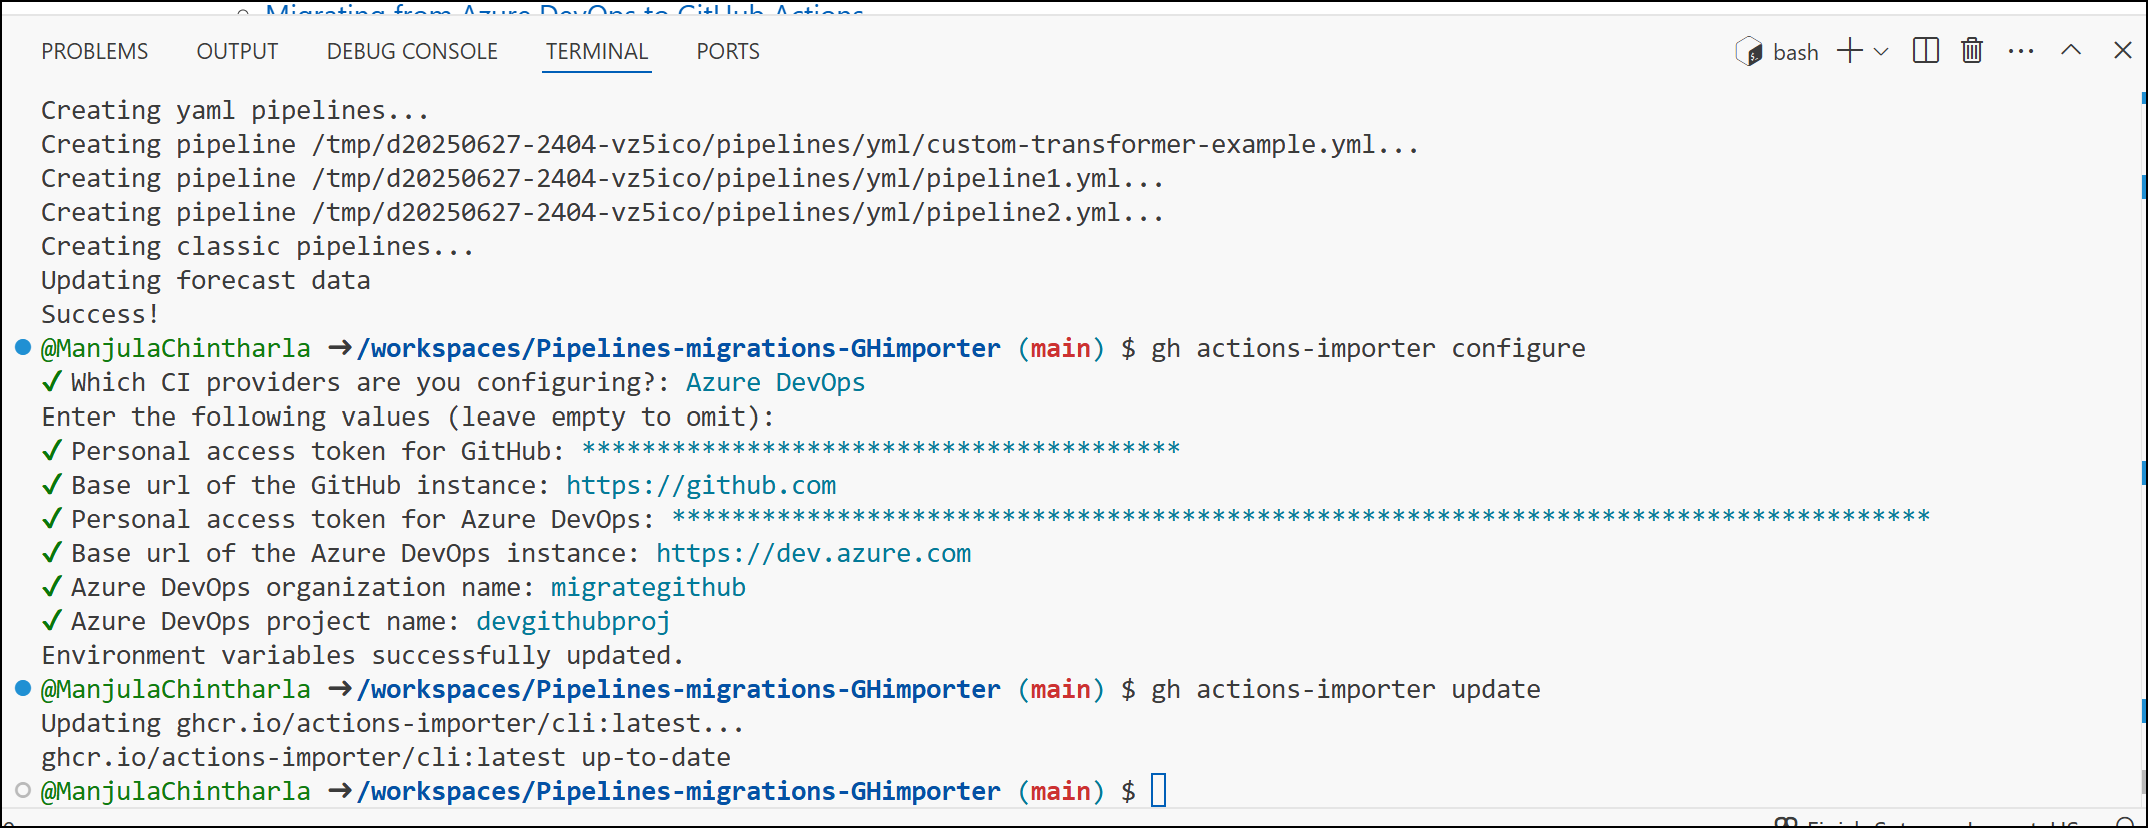 Migrating from Azure DevOps to GitHub Actions
PROBLEMS OUTPUT DEBUG CONSOLE TERMINAL PORTS bash
Creating yaml pipelines...
Creating pipeline /tmp/d20250627-2404-vz5ico/pipelines/yml/custom-transformer-example.yml...
Creating pipeline /tmp/d20250627-2404-vz5ico/pipelines/yml/pipeline1.yml...
Creating pipeline /tmp/d20250627-2404-vz5ico/pipelines/yml/pipeline2.yml...
Creating classic pipelines...
Updating forecast data
Success!
@ManjulaChintharla ➜/workspaces/Pipelines-migrations-GHimporter (main) $ gh actions-importer configure
✓ Which CI providers are you configuring?: Azure DevOps
Enter the following values (leave empty to omit):
✓ Personal access token for GitHub: ****************************************
✓ Base url of the GitHub instance: https://github.com
✓ Personal access token for Azure DevOps: ************************************************************************************
✓ Base url of the Azure DevOps instance: https://dev.azure.com
✓ Azure DevOps organization name: migrategithub
✓ Azure DevOps project name: devgithubproj
Environment variables successfully updated.
@ManjulaChintharla ➜/workspaces/Pipelines-migrations-GHimporter (main) $ gh actions-importer update
Updating ghcr.io/actions-importer/cli:latest...
ghcr.io/actions-importer/cli:latest up-to-date
@ManjulaChintharla ➜/workspaces/Pipelines-migrations-GHimporter (main) $